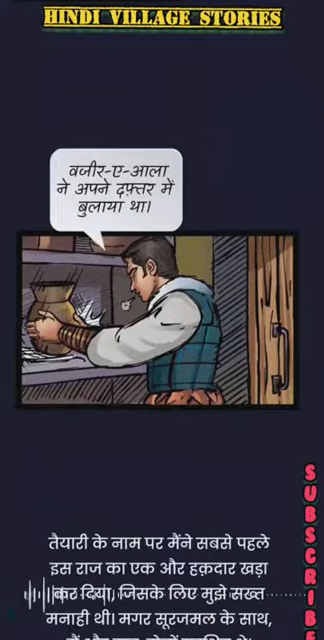 HINDI VILLAGE STORIES
वजीर-ए-आला
ने अपने दफ़्तर में
बुलाया था।
तैयारी के नाम पर मैंने सबसे पहले
इस राज का एक और हक़दार खड़ा
कर दिया, जिसके लिए मुझे सख्त
मनाही थी। मगर सूरजमल के साथ,
SUBSCRIB